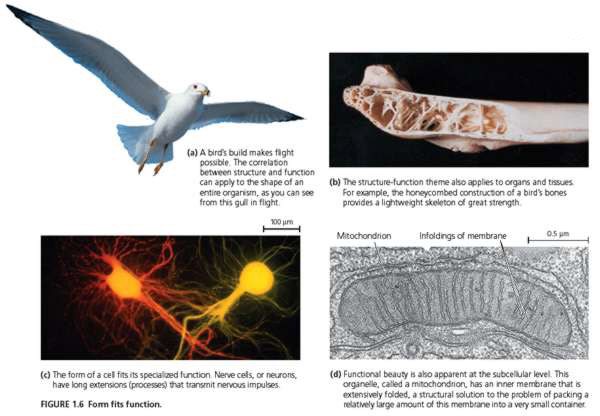 (a) A bird's build makes flight
possible. The correlation
between structure and function
can apply to the shape of an
entire organism, as you can see
from this gull in flight.
(b) The structure-function theme also applies to organs and tissues.
For example, the honeycombed construction of a bird's bones
provides a lightweight skeleton of great strength.
100 μm
(c) The form of a cell fits its specialized function. Nerve cells, or neurons,
have long extensions (processes) that transmit nervous impulses.
Mitochondrion
Infoldings of membrane
0.5 μm
(d) Functional beauty is also apparent at the subcellular level. This
organelle, called a mitochondrion, has an inner membrane that is
extensively folded, a structural solution to the problem of packing a
relatively large amount of this membrane into a very small container.
FIGURE 1.6 Form fits function.